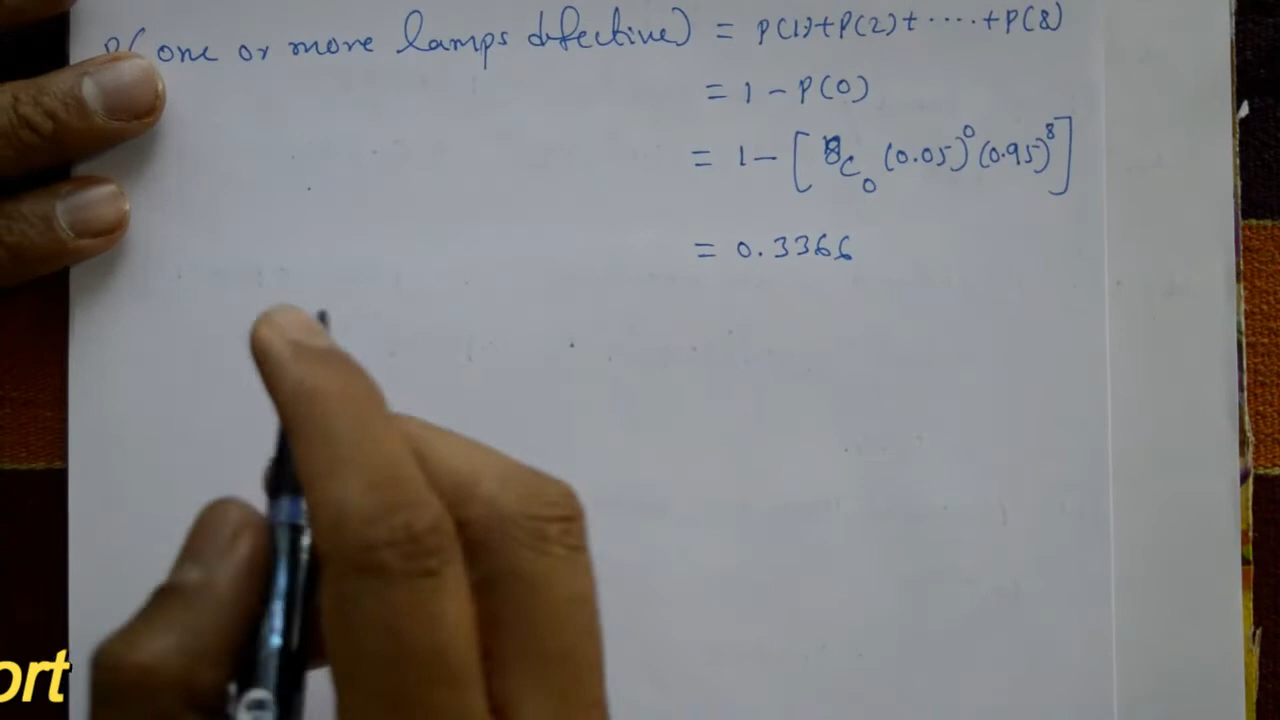 P( one or more lamps defective) = P(1)+P(2)+.....+P(8)
= 1 - P(0)
= 1 - [ 8C0 (0.05)^0 (0.95)^8 ]
= 0.3366
ort